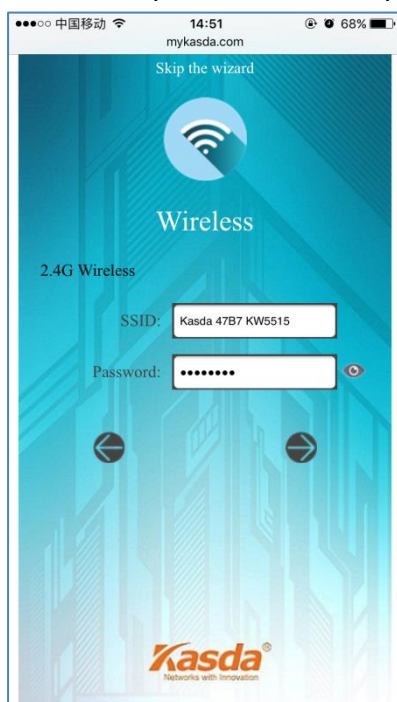 中国移动 14:51 68%
mykasda.com
Skip the wizard
Wireless
2.4G Wireless
SSID: Kasda 47B7 KW5515
Password: ••••••••
Kasda®
Networks with Innovation